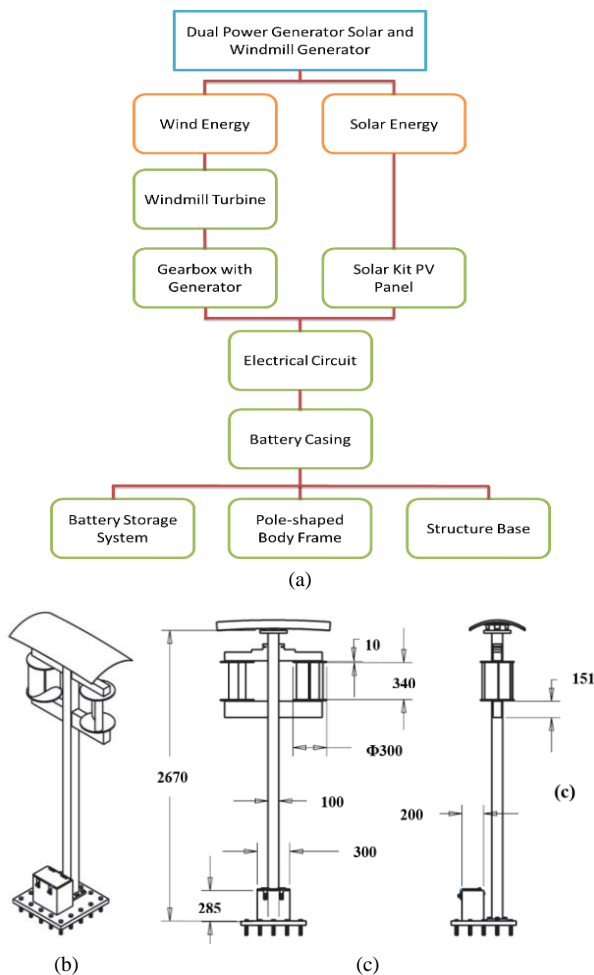 Dual Power Generator Solar and
Windmill Generator
Wind Energy
Solar Energy
Windmill Turbine
Gearbox with
Generator
Solar Kit PV
Panel
Electrical Circuit
Battery Casing
Battery Storage
System
Pole-shaped
Body Frame
Structure Base
(a)
10
340
151
Φ300
2670
(c)
100
200
300
285
(b)
(c)